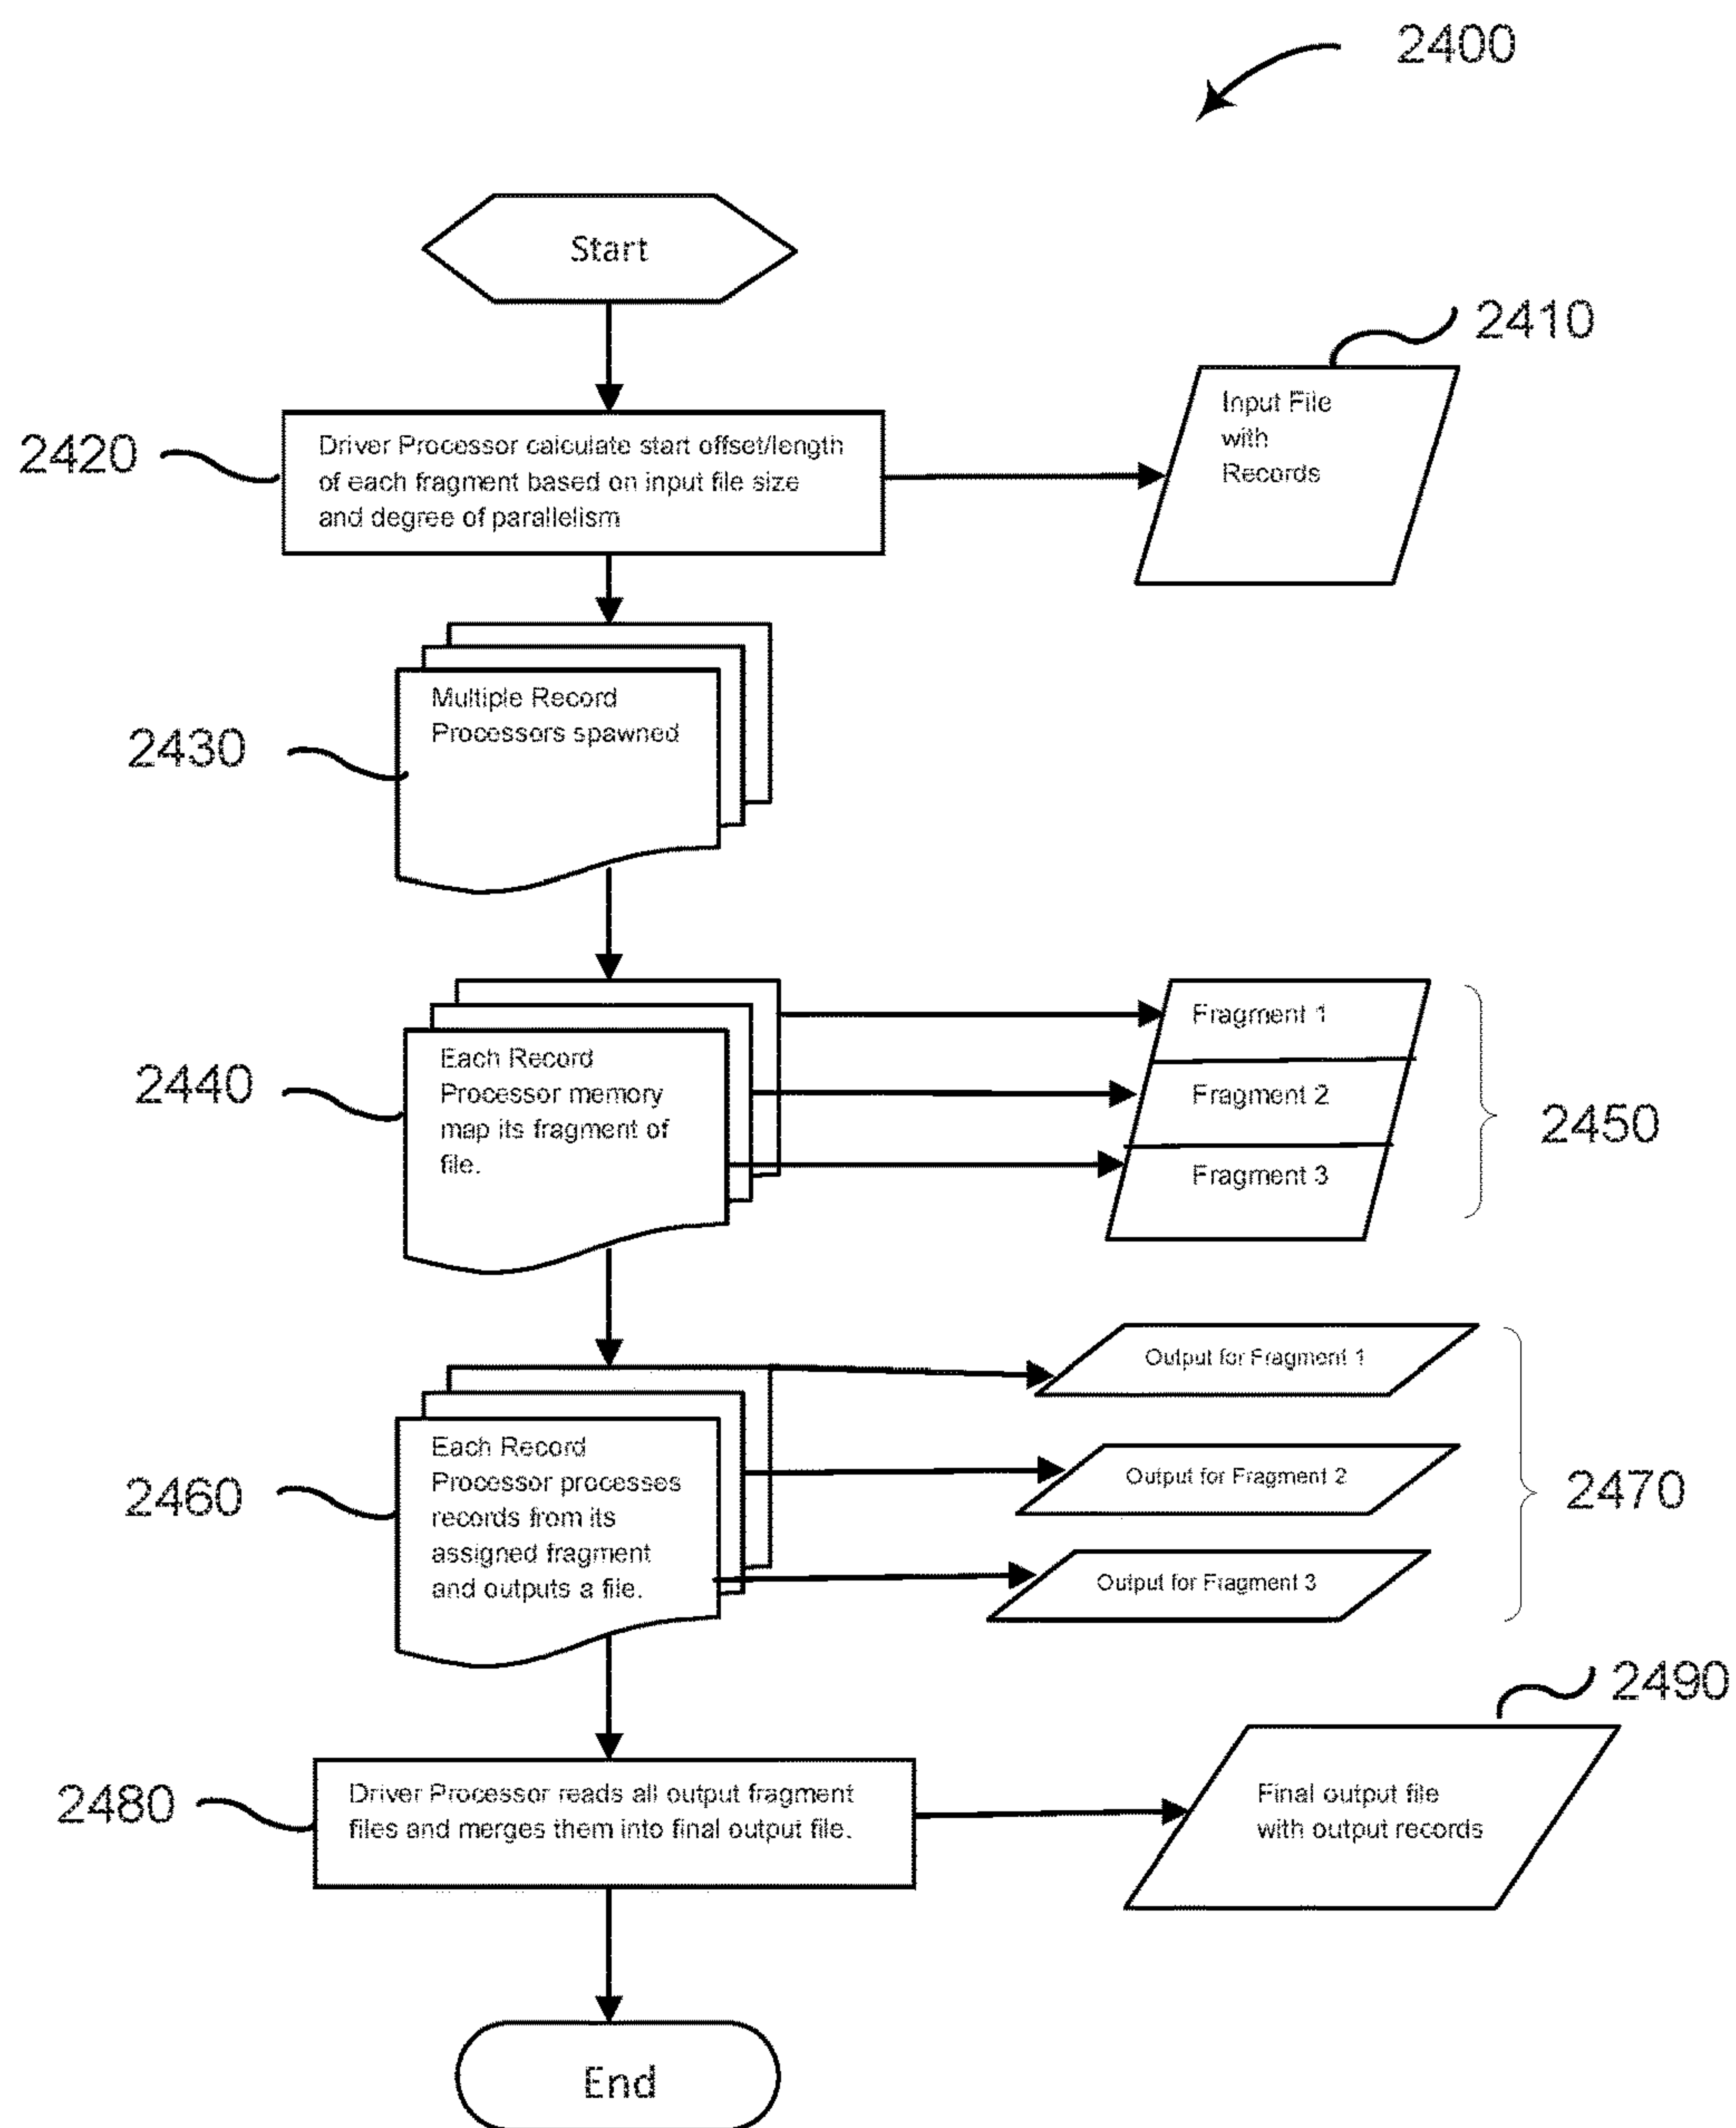 2400
Start
2410
Input File
with
Records
2420
Driver Processor calculate start offset/length
of each fragment based on input file size
and degree of parallelism
Multiple Record
Processors spawned
2430
Each Record
Processor memory
map its fragment of
file.
2440
Fragment 1
Fragment 2
Fragment 3
2450
Each Record
Processor processes
records from its
assigned fragment
and outputs a file.
2460
Output for Fragment 1
Output for Fragment 2
Output for Fragment 3
2470
2490
2480
Driver Processor reads all output fragment
files and merges them into final output file.
Final output file
with output records
End